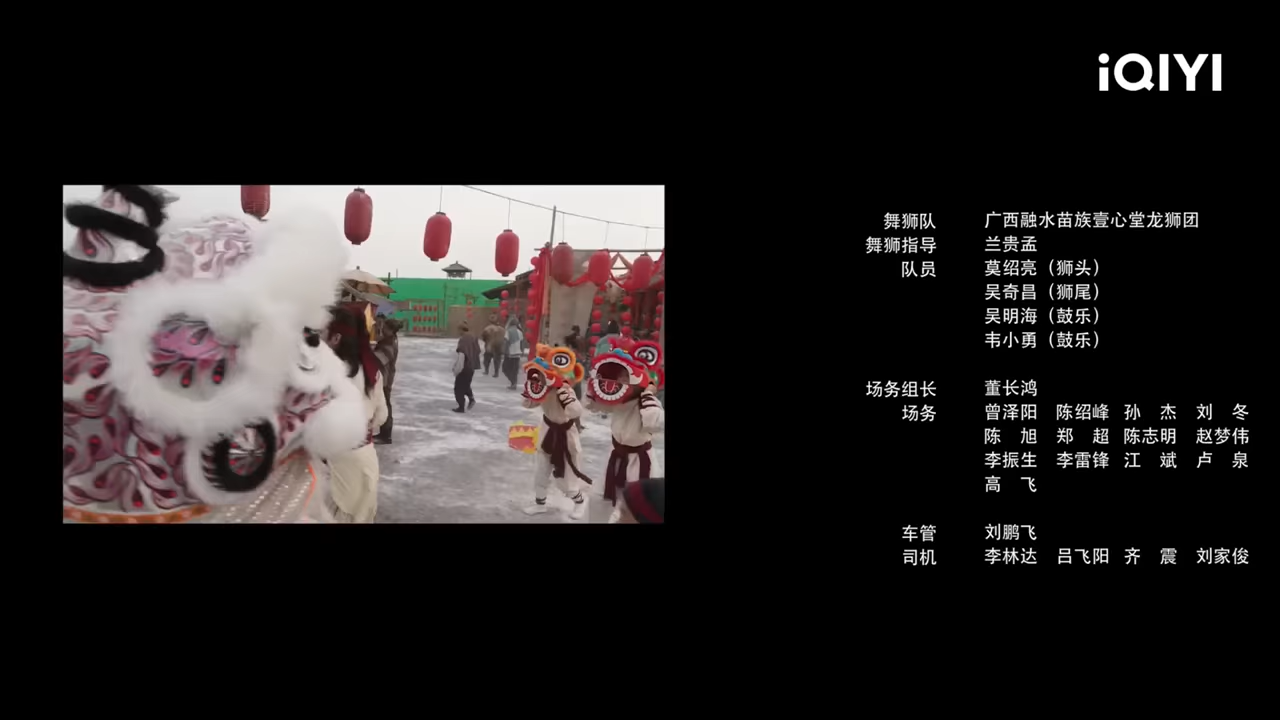 iQIYI
舞狮队 广西融水苗族壹心堂龙狮团
舞狮指导 兰贵孟
队员 莫绍亮（狮头）
吴奇昌（狮尾）
吴明海（鼓乐）
韦小勇（鼓乐）
场务组长 董长鸿
场务 曾泽阳 陈绍峰 孙 杰 刘 冬
陈 旭 郑 超 陈志明 赵梦伟
李振生 李雷锋 江 斌 卢 泉
高 飞
车管 刘鹏飞
司机 李林达 吕飞阳 齐 震 刘家俊